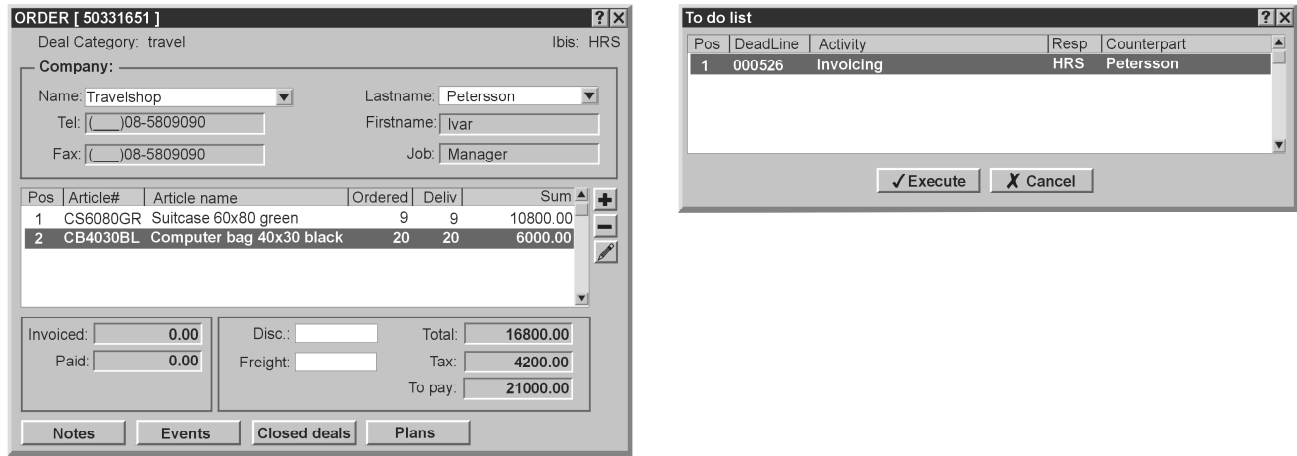 ORDER [ 50331651 ]
Deal Category: travel Ibis: HRS
Company:
Name: Travelshop Lastname: Petersson
Tel: (___)08-5809090 Firstname: Ivar
Fax: (___)08-5809090 Job: Manager
Pos Article# Article name Ordered Deliv Sum
1 CS6080GR Suitcase 60x80 green 9 9 10800.00
2 CB4030BL Computer bag 40x30 black 20 20 6000.00
Invoiced: 0.00 Disc.: Total: 16800.00
Paid: 0.00 Freight: Tax: 4200.00
To pay: 21000.00
Notes Events Closed deals Plans
To do list
Pos DeadLine Activity Resp Counterpart
1 000526 Invoicing HRS Petersson
Execute Cancel